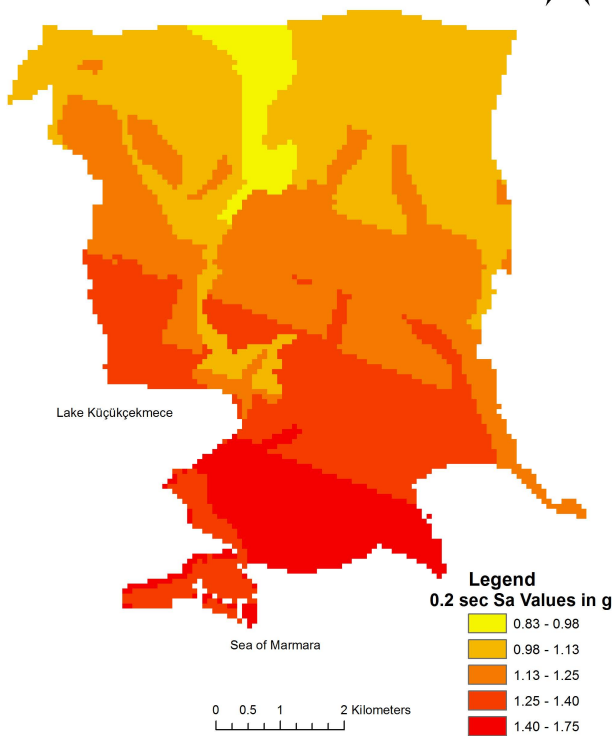 Lake Küçükçekmece
Legend
0.2 sec Sa Values in g
0.83 - 0.98
0.98 - 1.13
1.13 - 1.25
1.25 - 1.40
1.40 - 1.75
Sea of Marmara
0 0.5 1 2 Kilometers